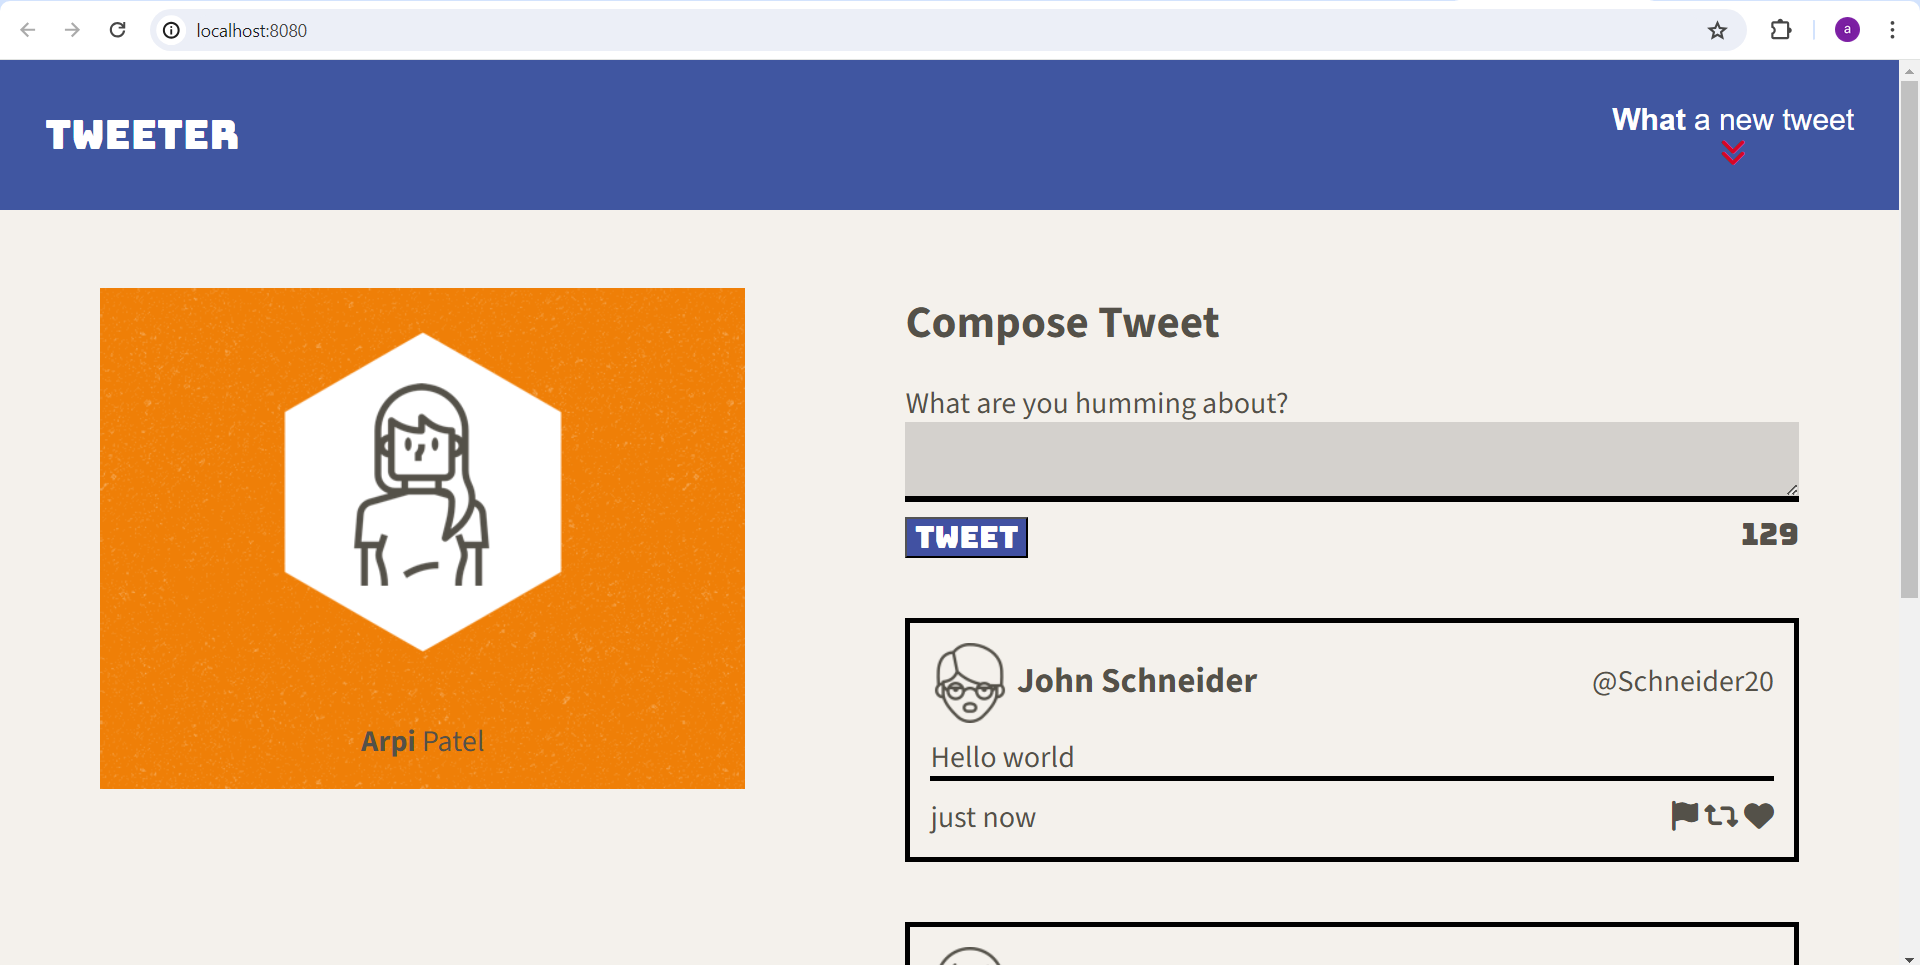 localhost:8080
a
TWEETER
What a new tweet
Arpi Patel
Compose Tweet
What are you humming about?
TWEET
129
John Schneider
@Schneider20
Hello world
just now